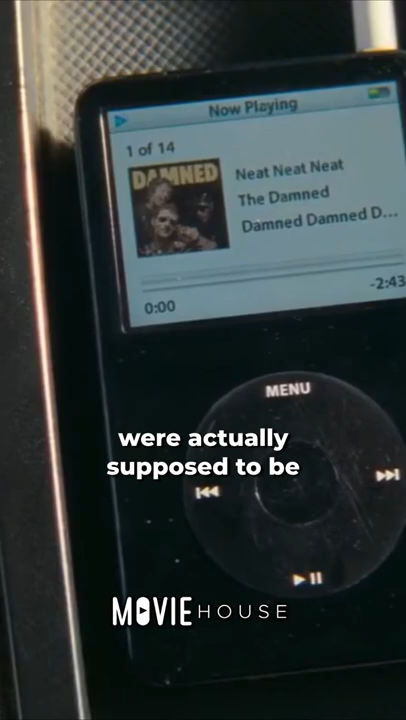 Now Playing
1 of 14
DAMNED
Neat Neat Neat
The Damned
Damned Damned D...
0:00
-2:43
MENU
were actually
supposed to be
MOVIEHOUSE